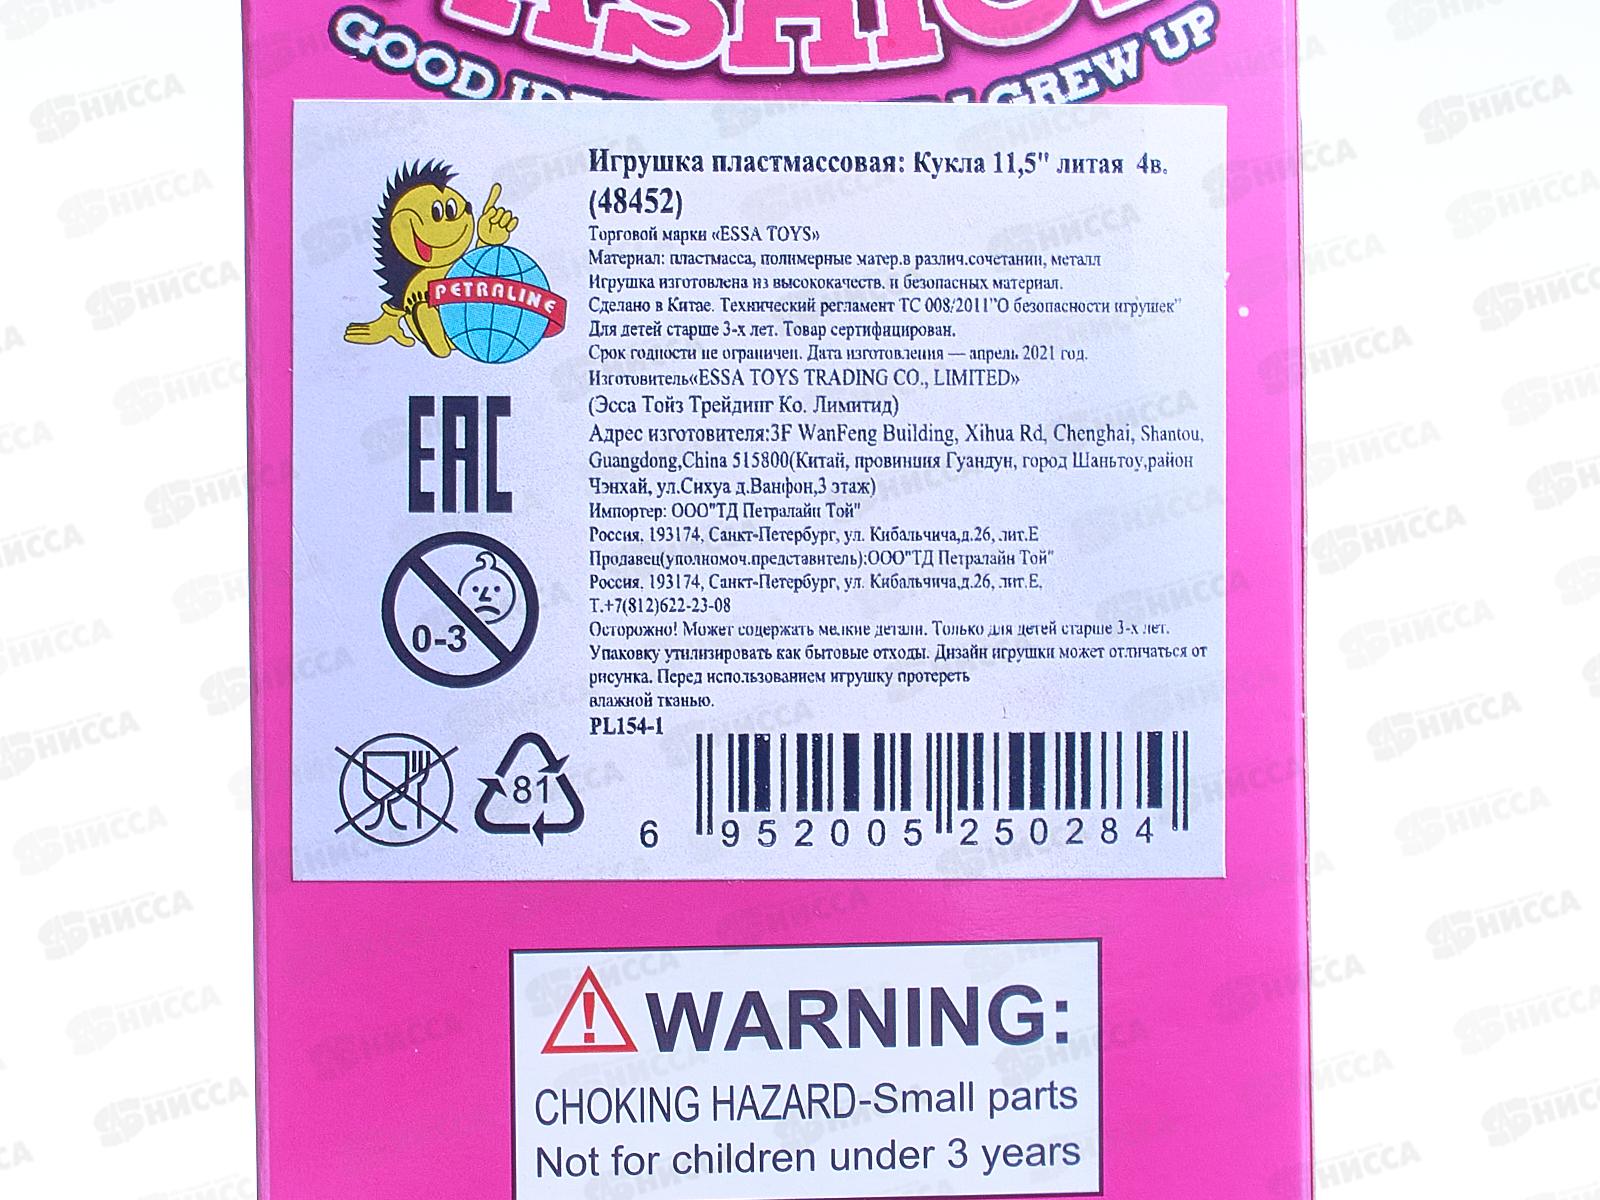 FASHION
GOOD
GREW UP
Игрушка пластмассовая: Кукла 11,5" литая 4в.
(48452)
Торговой марки «ESSA TOYS»
Материал: пластмасса, полимерные матер.в различ.сочетании, металл
Игрушка изготовлена из высококачеств. и безопасных материал.
Сделано в Китае. Технический регламент ТС 008/2011"О безопасности игрушек"
Для детей старше 3-х лет. Товар сертифицирован.
Срок годности не ограничен. Дата изготовления — апрель 2021 год.
Изготовитель«ESSA TOYS TRADING CO., LIMITED»
(Эсса Тойз Трейдинг Ко. Лимитид)
Адрес изготовителя:3F WanFeng Building, Xihua Rd, Chenghai, Shantou,
Guangdong,China 515800(Китай, провинция Гуандун, город Шаньтоу,район
Чэнхай, ул.Сихуа д.Ванфон,3 этаж)
Импортер: ООО"ТД Петралайн Той"
Россия, 193174, Санкт-Петербург, ул. Кибальчича,д.26, лит.Е
Продавец(уполномоч.представитель):ООО"ТД Петралайн Той"
Россия, 193174, Санкт-Петербург, ул. Кибальчича,д.26, лит.Е,
Т.+7(812)622-23-08
Осторожно! Может содержать мелкие детали. Только для детей старше 3-х лет.
Упаковку утилизировать как бытовые отходы. Дизайн игрушки может отличаться от
рисунка. Перед использованием игрушку протереть
влажной тканью.
PL154-1
PETRALINE
EAC
0-3
81
6 952005 250284
WARNING:
CHOKING HAZARD-Small parts
Not for children under 3 years
НИССА